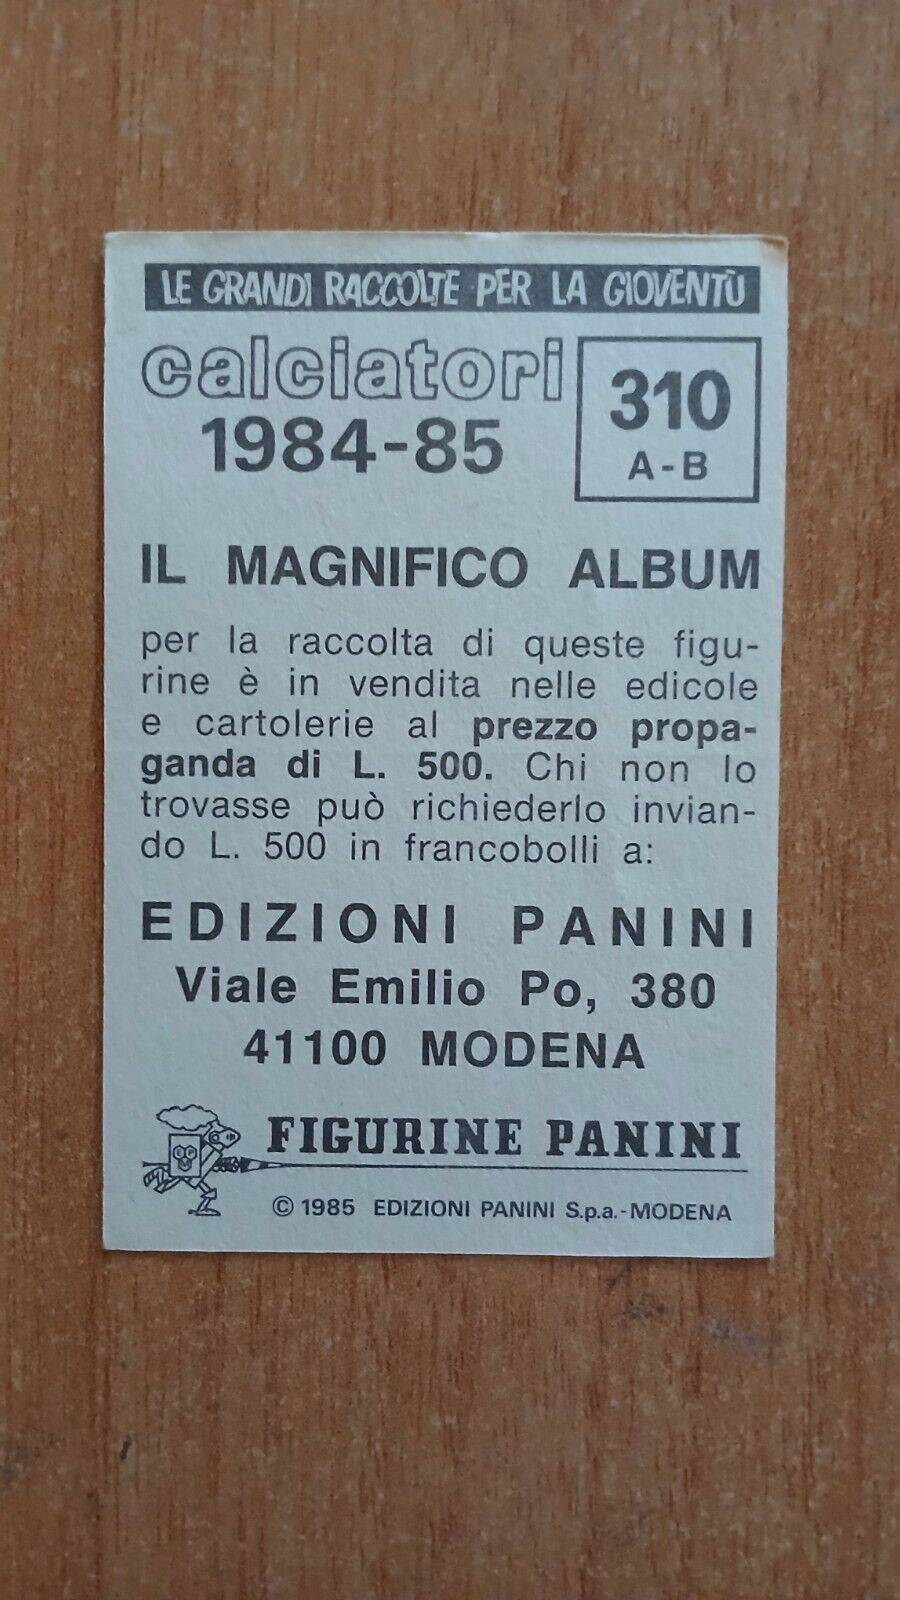 LE GRANDI RACCOLTE PER LA GIOVENTÙ
calciatori
1984-85
310
A-B
IL MAGNIFICO ALBUM
per la raccolta di queste figu-
rine è in vendita nelle edicole
e cartolerie al prezzo propa-
ganda di L. 500. Chi non lo
trovasse può richiederlo invian-
do L. 500 in francobolli a:
EDIZIONI PANINI
Viale Emilio Po, 380
41100 MODENA
FIGURINE PANINI
© 1985 EDIZIONI PANINI S.p.a.-MODENA